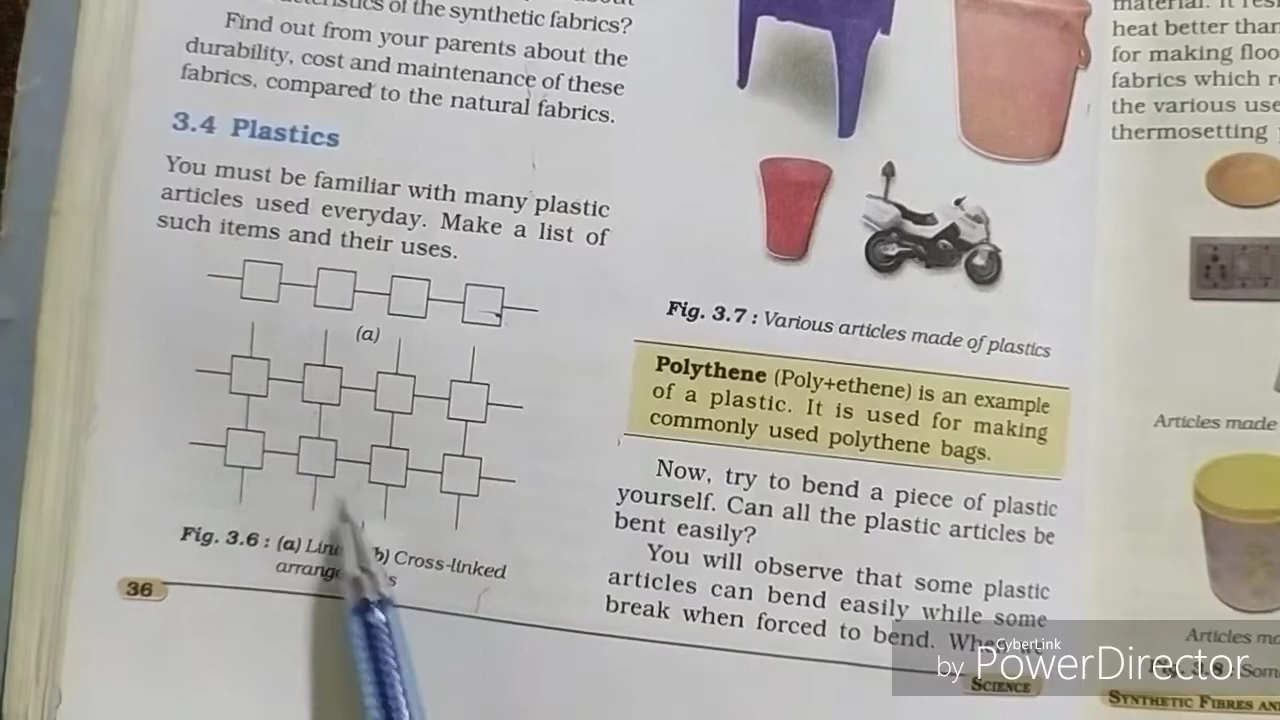 of the synthetic fabrics?
Find out from your parents about the
durability, cost and maintenance of these
fabrics, compared to the natural fabrics.
3.4 Plastics
You must be familiar with many plastic
articles used everyday. Make a list of
such items and their uses.
(a)
Fig. 3.6 : (a) b) Cross-linked
36
Fig. 3.7 : Various articles made of plastics
Polythene (Poly+ethene) is an example
of a plastic. It is used for making
commonly used polythene bags.
Now, try to bend a piece of plastic
yourself. Can all the plastic articles be
bent easily?
You will observe that some plastic
articles can bend easily while some
break when forced to bend.
SCIENCE
heat better than
for making
fabrics which
the various
thermosetting
Articles made
Articles
SYNTHETIC FIBRES
CyberLink
by PowerDirector